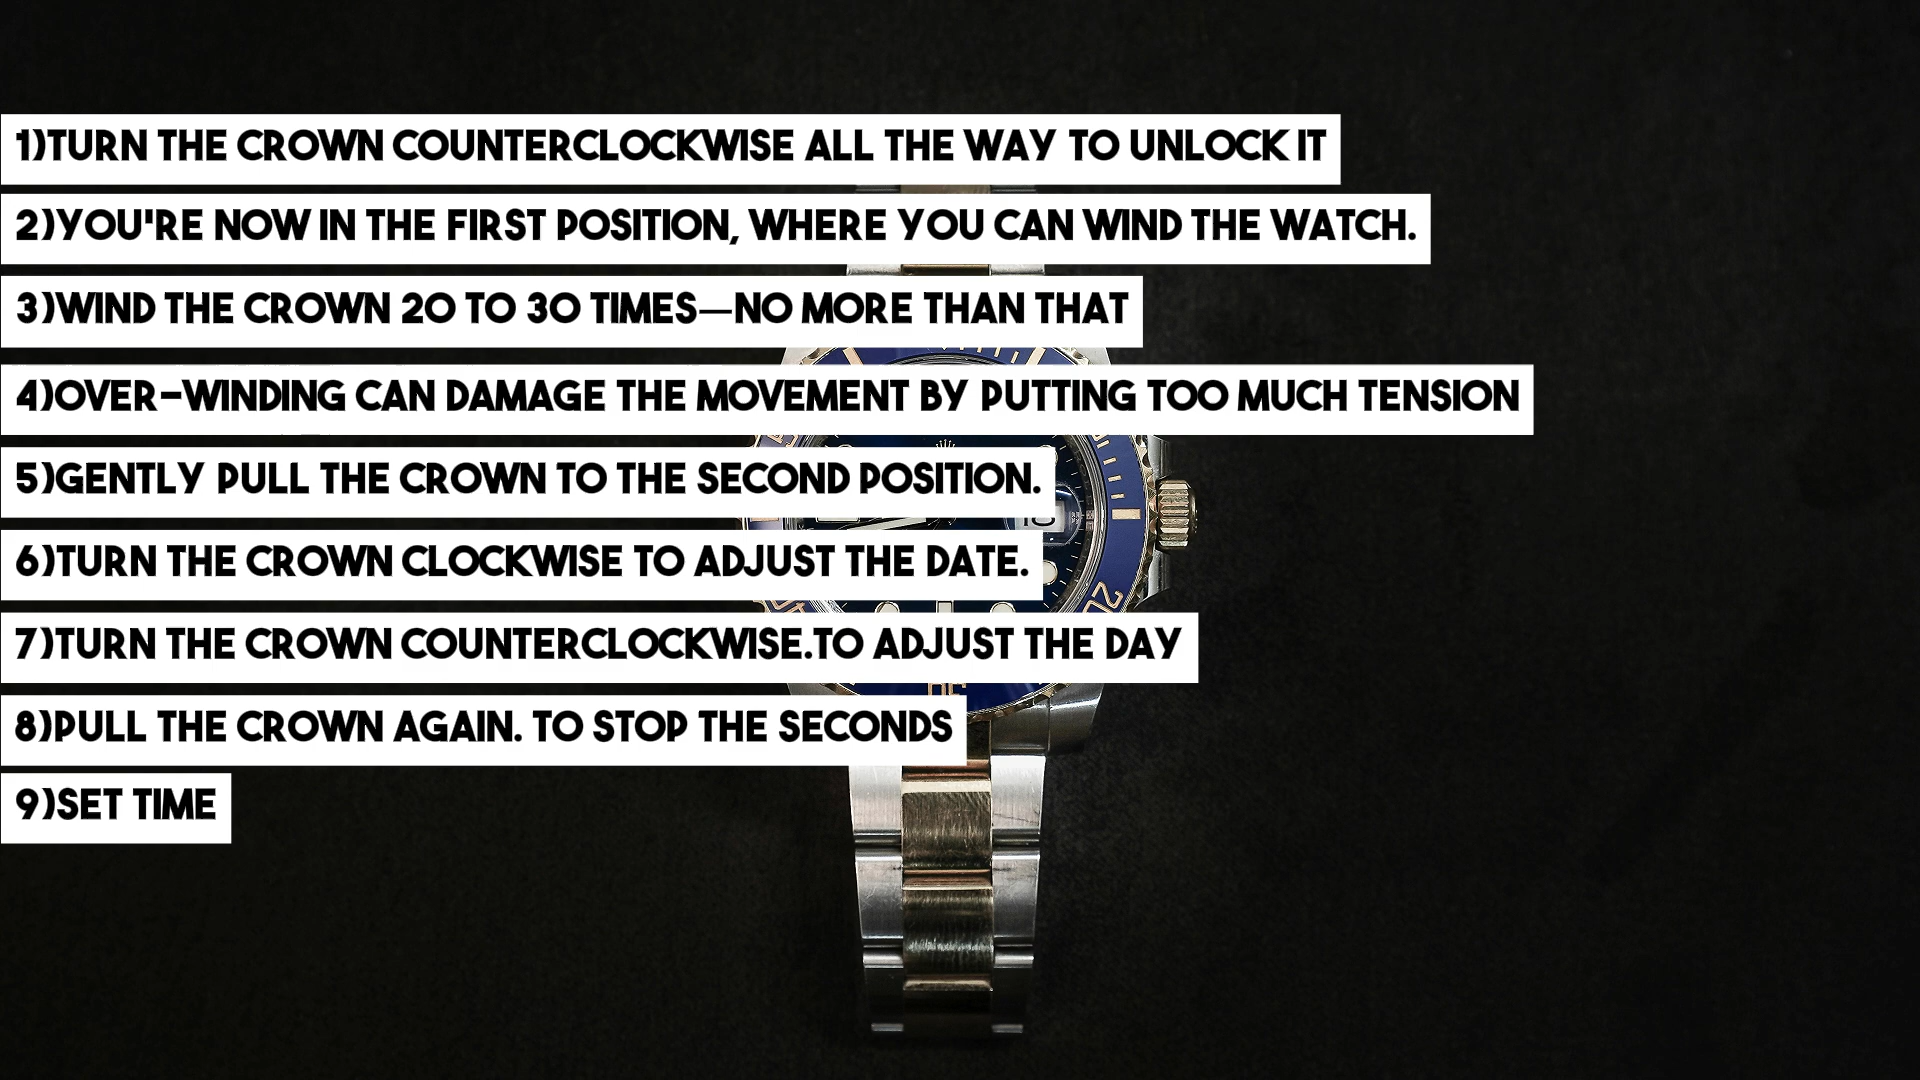 1)TURN THE CROWN COUNTERCLOCKWISE ALL THE WAY TO UNLOCK IT
2)YOU'RE NOW IN THE FIRST POSITION, WHERE YOU CAN WIND THE WATCH.
3)WIND THE CROWN 20 TO 30 TIMES—NO MORE THAN THAT
4)OVER-WINDING CAN DAMAGE THE MOVEMENT BY PUTTING TOO MUCH TENSION
5)GENTLY PULL THE CROWN TO THE SECOND POSITION.
6)TURN THE CROWN CLOCKWISE TO ADJUST THE DATE.
7)TURN THE CROWN COUNTERCLOCKWISE.TO ADJUST THE DAY
8)PULL THE CROWN AGAIN. TO STOP THE SECONDS
9)SET TIME
20